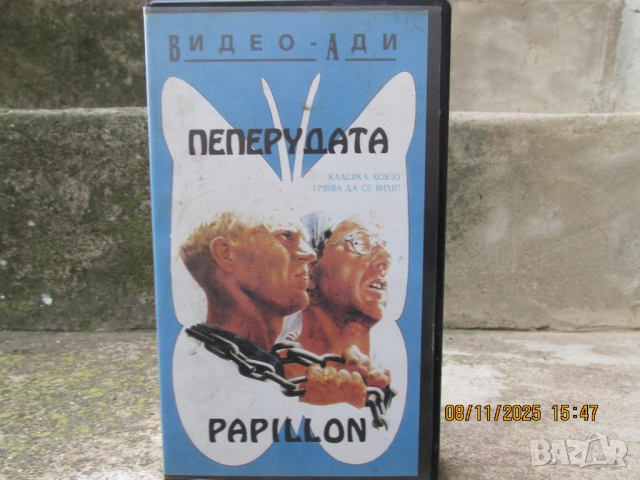 ВИДЕО-АДИ
ПЕПЕРУДАТА
КЛАСИКА, КОЯТО
ТРЯБВА ДА СЕ ВИДИ!
PAPILLON
08/11/2025 15:47
BAZAR